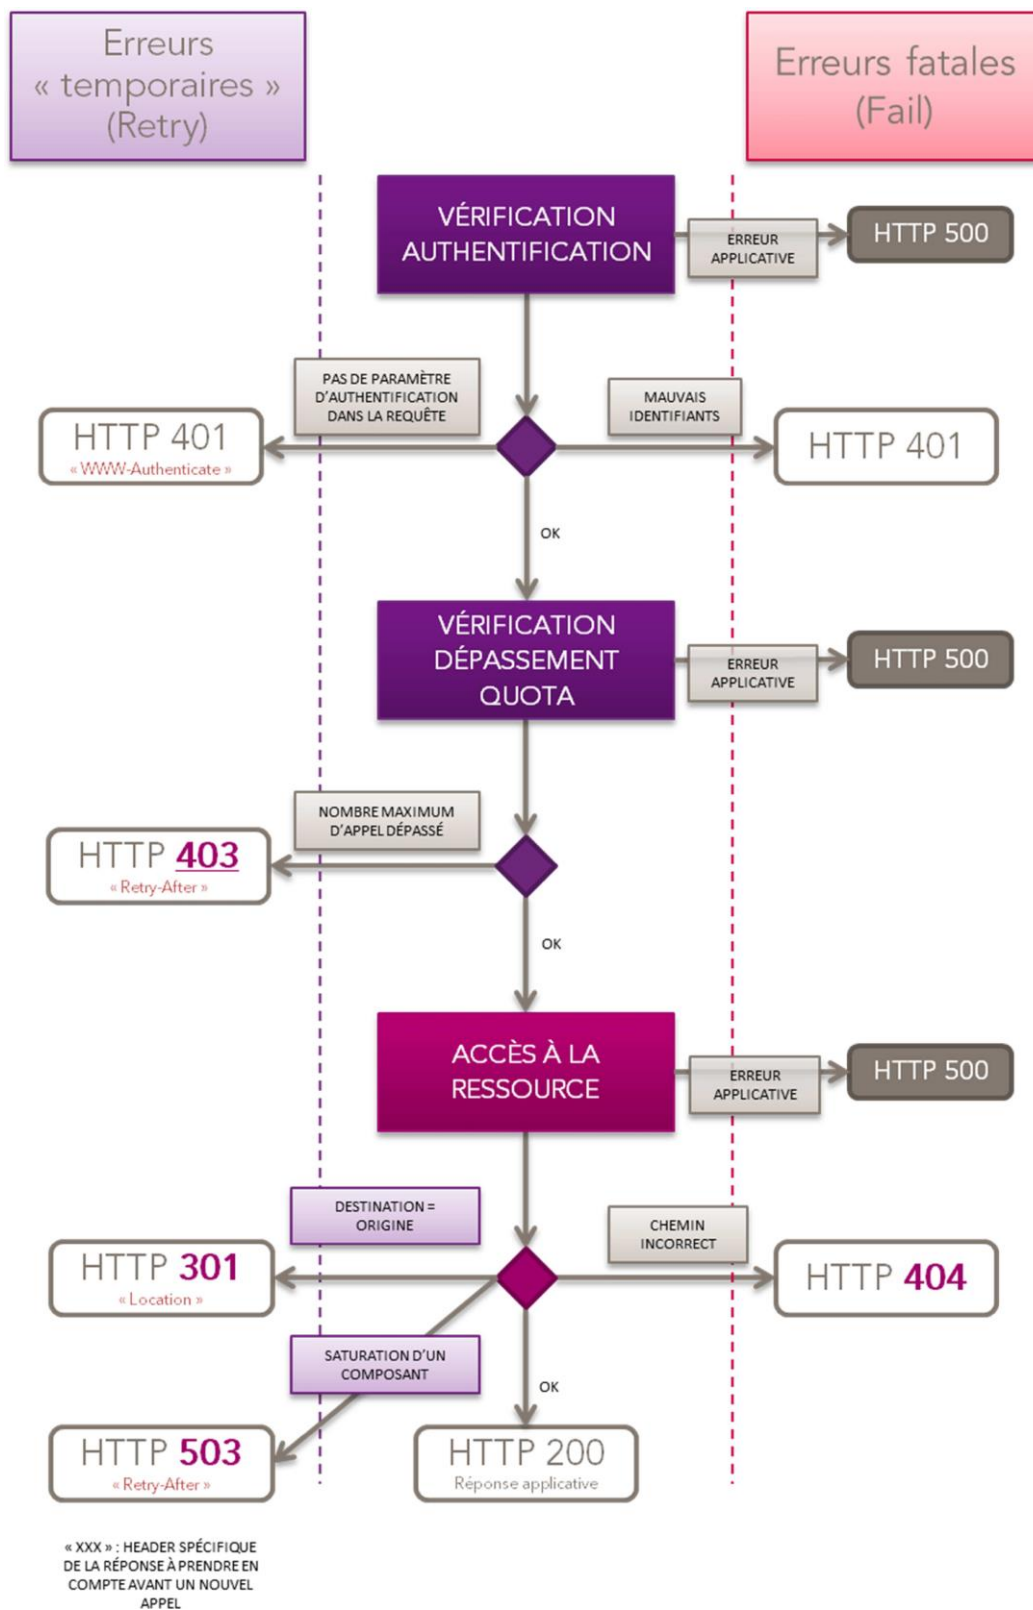 Erreurs
« temporaires »
(Retry)
Erreurs fatales
(Fail)
VÉRIFICATION
AUTHENTIFICATION
ERREUR
APPLICATIVE
HTTP 500
PAS DE PARAMÈTRE
D'AUTHENTIFICATION
DANS LA REQUÊTE
MAUVAIS
IDENTIFIANTS
HTTP 401
« WWW-Authenticate »
HTTP 401
OK
VÉRIFICATION
DÉPASSEMENT
QUOTA
ERREUR
APPLICATIVE
HTTP 500
NOMBRE MAXIMUM
D'APPEL DÉPASSÉ
HTTP 403
« Retry-After »
OK
ACCÈS À LA
RESSOURCE
ERREUR
APPLICATIVE
HTTP 500
DESTINATION =
ORIGINE
CHEMIN
INCORRECT
HTTP 301
« Location »
HTTP 404
SATURATION D'UN
COMPOSANT
OK
HTTP 503
« Retry-After »
HTTP 200
Réponse applicative
« XXX » : HEADER SPÉCIFIQUE
DE LA RÉPONSE À PRENDRE EN
COMPTE AVANT UN NOUVEL
APPEL